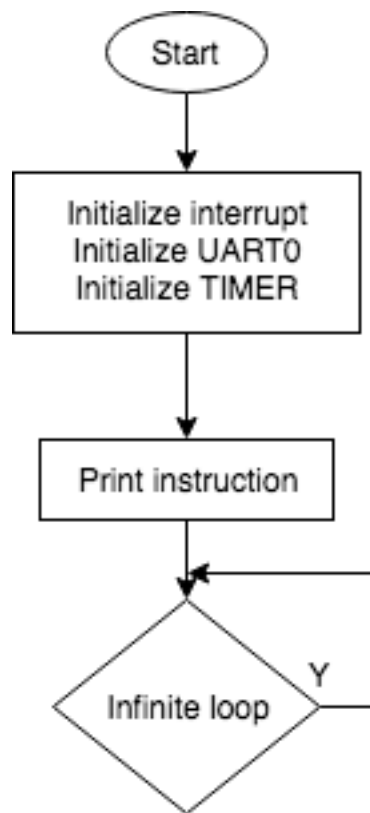 Start
Initialize interrupt
Initialize UART0
Initialize TIMER
Print instruction
Y
Infinite loop